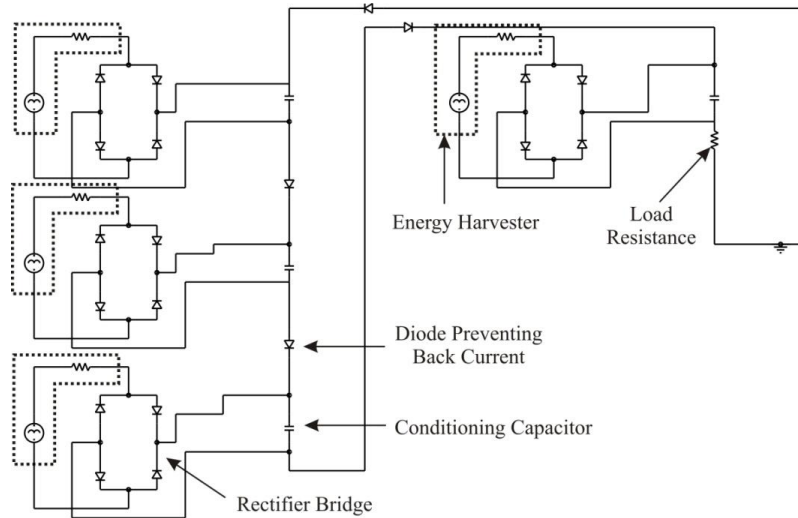 Energy Harvester
Load
Resistance
Diode Preventing
Back Current
Conditioning Capacitor
Rectifier Bridge